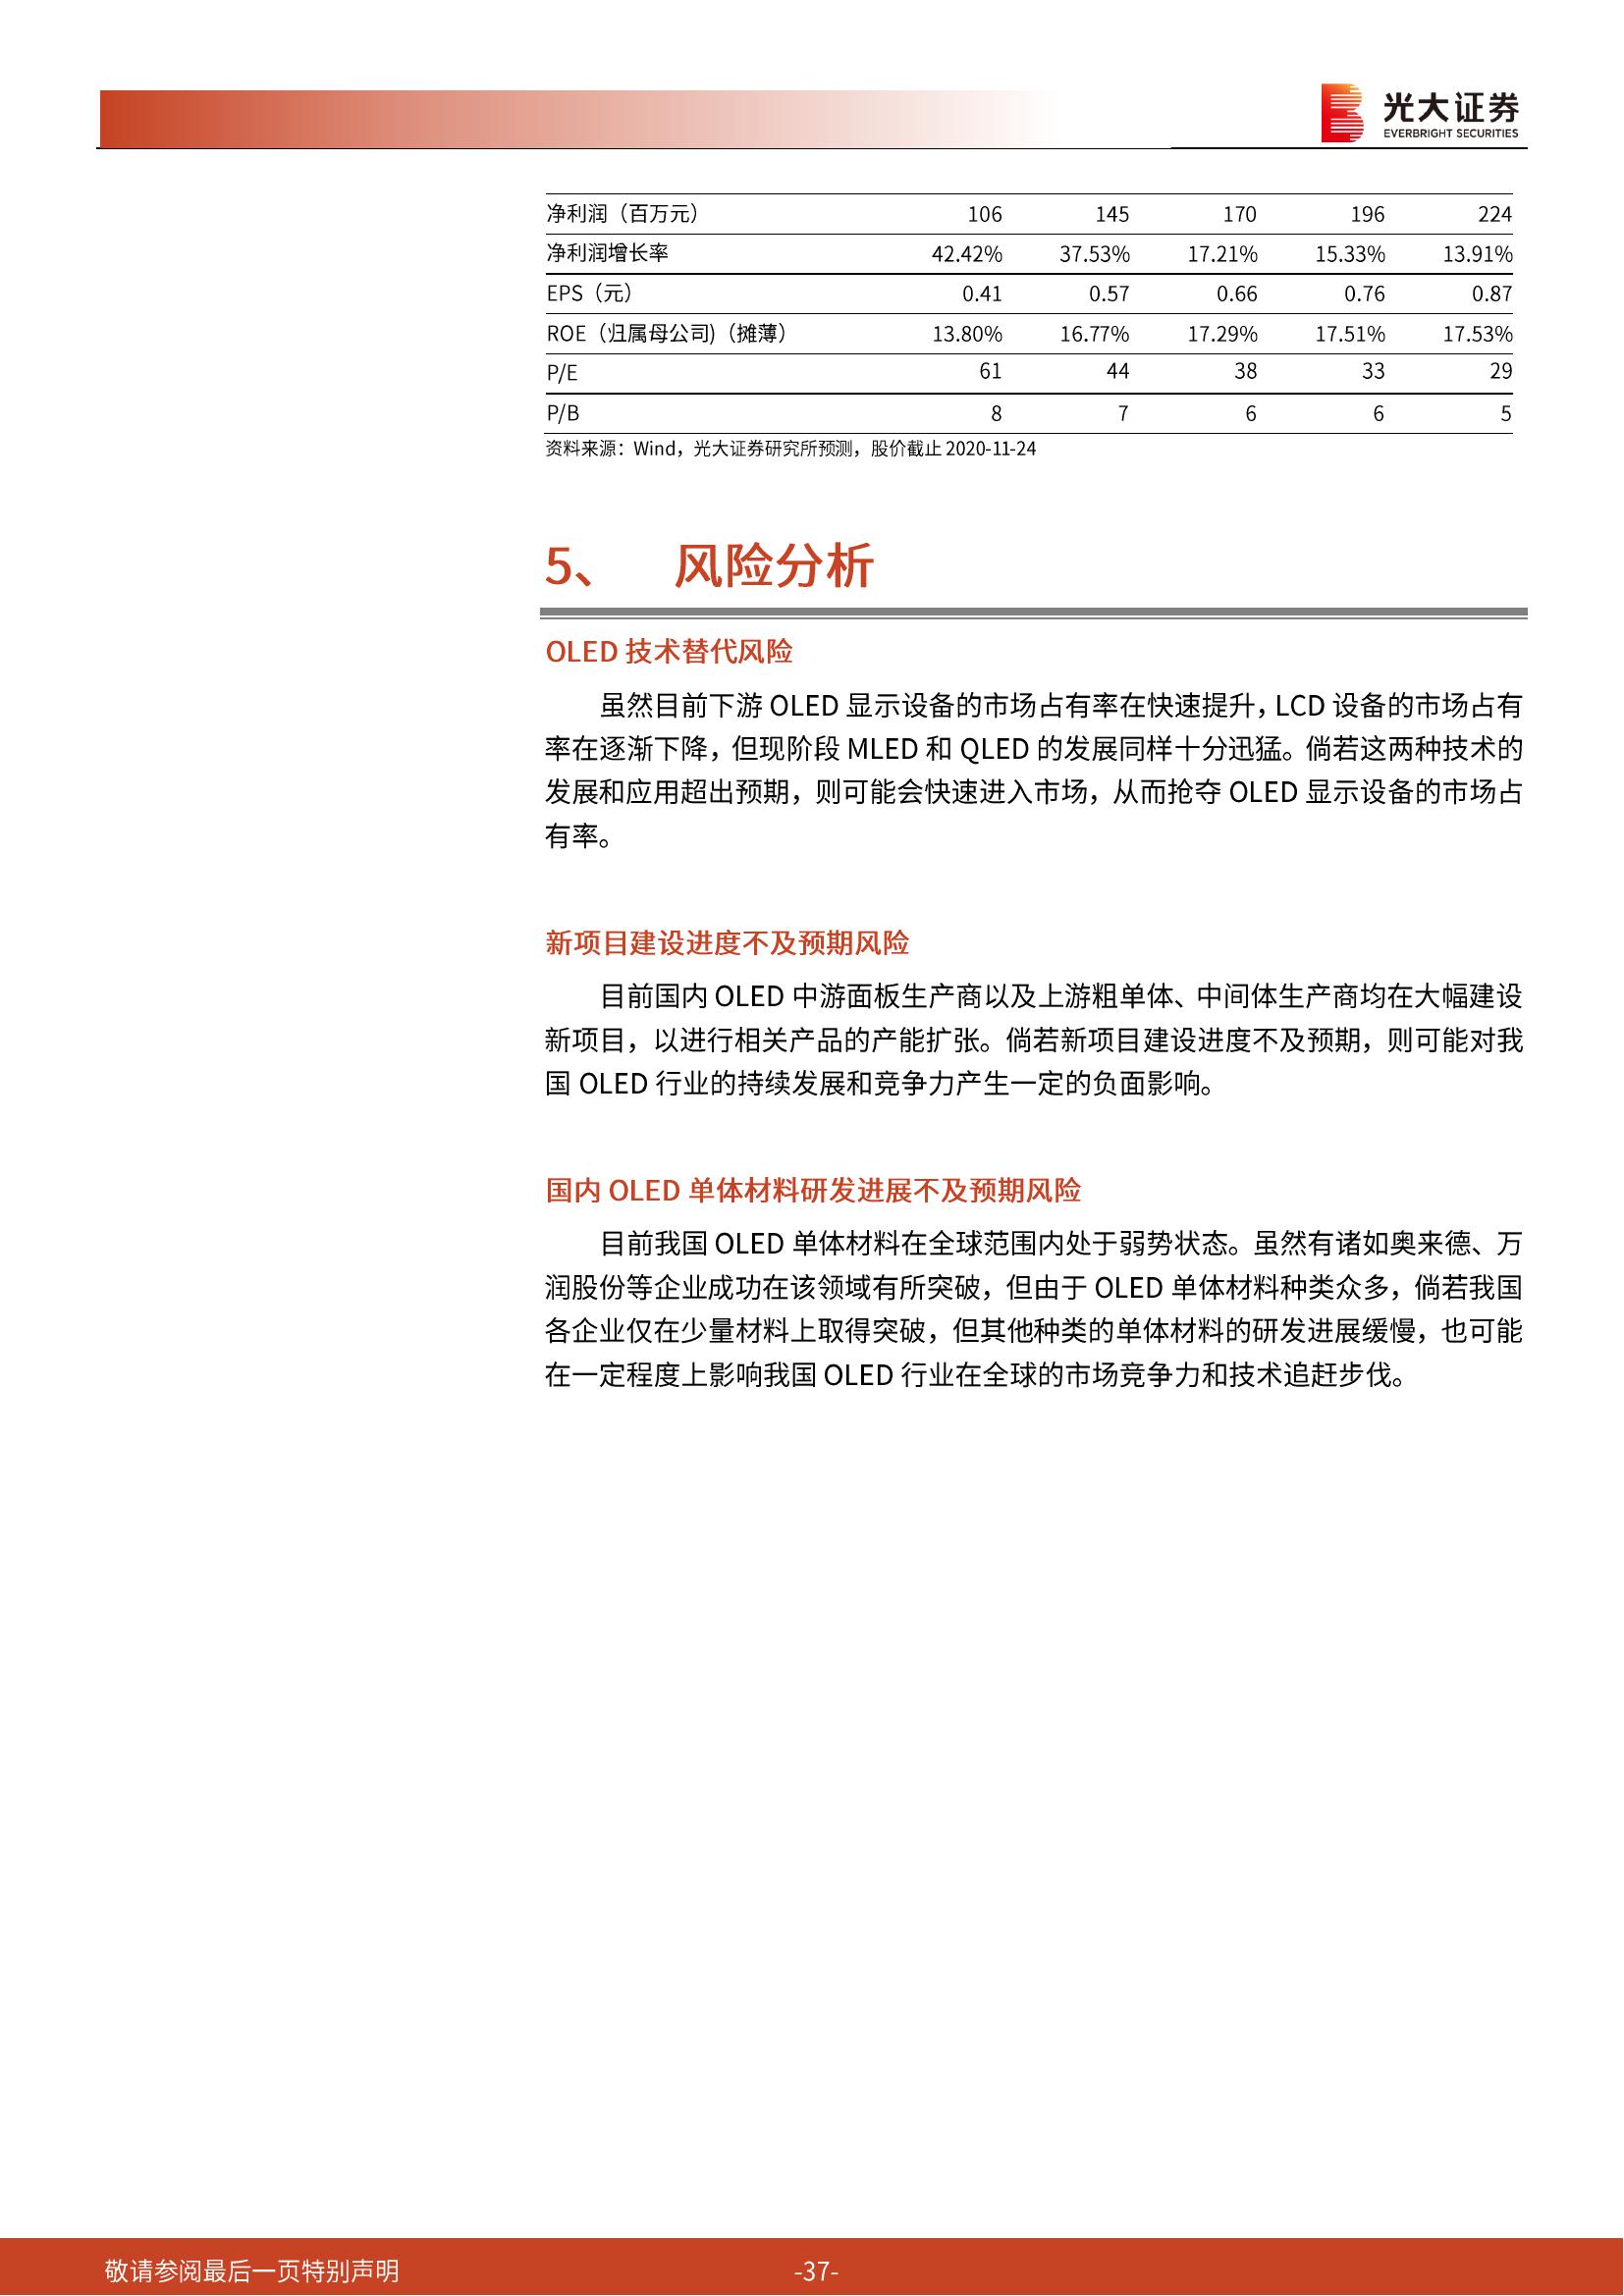 光大证券
EVERBRIGHT SECURITIES
净利润（百万元） 106 145 170 196 224
净利润增长率 42.42% 37.53% 17.21% 15.33% 13.91%
EPS（元） 0.41 0.57 0.66 0.76 0.87
ROE（归属母公司)（摊薄） 13.80% 16.77% 17.29% 17.51% 17.53%
P/E 61 44 38 33 29
P/B 8 7 6 6 5
资料来源：Wind，光大证券研究所预测，股价截止 2020-11-24
5、 风险分析
OLED 技术替代风险
虽然目前下游 OLED 显示设备的市场占有率在快速提升，LCD 设备的市场占有
率在逐渐下降，但现阶段 MLED 和 QLED 的发展同样十分迅猛。倘若这两种技术的
发展和应用超出预期，则可能会快速进入市场，从而抢夺 OLED 显示设备的市场占
有率。
新项目建设进度不及预期风险
目前国内 OLED 中游面板生产商以及上游粗单体、中间体生产商均在大幅建设
新项目，以进行相关产品的产能扩张。倘若新项目建设进度不及预期，则可能对我
国 OLED 行业的持续发展和竞争力产生一定的负面影响。
国内 OLED 单体材料研发进展不及预期风险
目前我国 OLED 单体材料在全球范围内处于弱势状态。虽然有诸如奥来德、万
润股份等企业成功在该领域有所突破，但由于 OLED 单体材料种类众多，倘若我国
各企业仅在少量材料上取得突破，但其他种类的单体材料的研发进展缓慢，也可能
在一定程度上影响我国 OLED 行业在全球的市场竞争力和技术追赶步伐。
敬请参阅最后一页特别声明 -37-